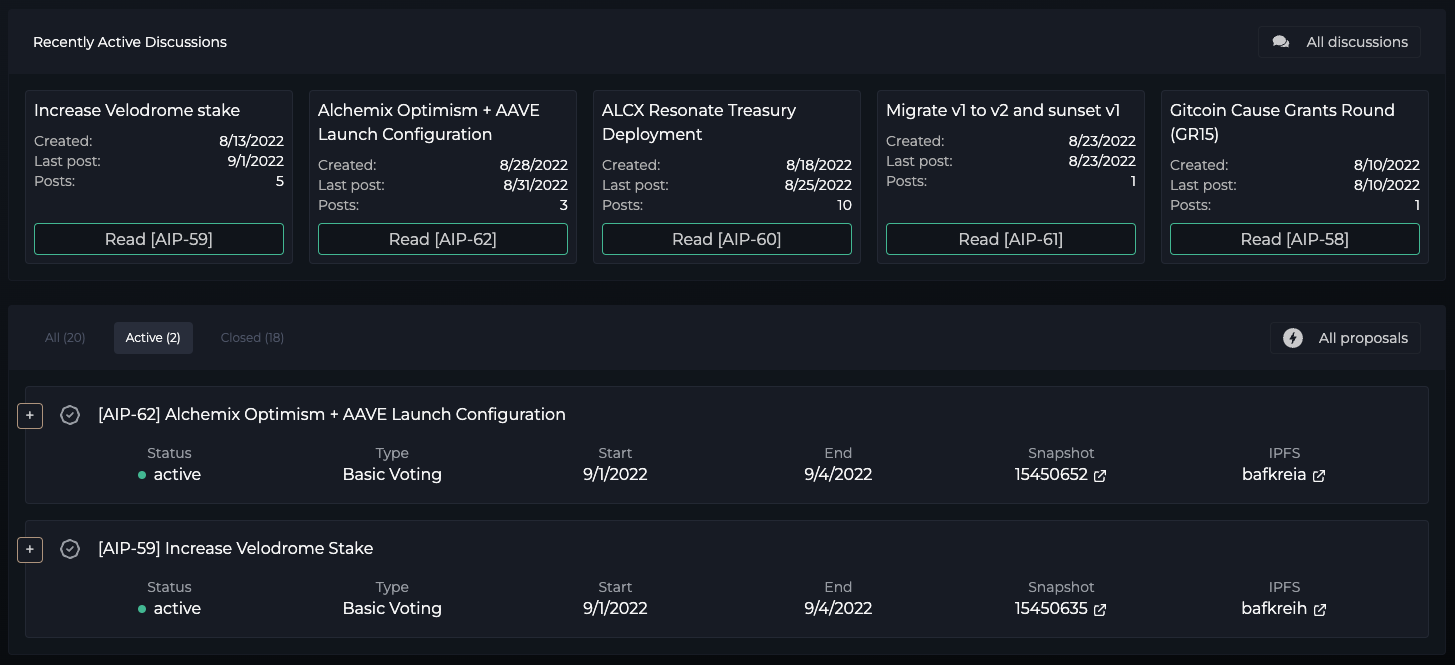 Recently Active Discussions
All discussions
Increase Velodrome stake
Created: 8/13/2022
Last post: 9/1/2022
Posts: 5
Read [AIP-59]
Alchemix Optimism + AAVE
Launch Configuration
Created: 8/28/2022
Last post: 8/31/2022
Posts: 3
Read [AIP-62]
ALCX Resonate Treasury
Deployment
Created: 8/18/2022
Last post: 8/25/2022
Posts: 10
Read [AIP-60]
Migrate v1 to v2 and sunset v1
Created: 8/23/2022
Last post: 8/23/2022
Posts: 1
Read [AIP-61]
Gitcoin Cause Grants Round
(GR15)
Created: 8/10/2022
Last post: 8/10/2022
Posts: 1
Read [AIP-58]
All (20) Active (2) Closed (18)
All proposals
+ [AIP-62] Alchemix Optimism + AAVE Launch Configuration
Status Type Start End Snapshot IPFS
active Basic Voting 9/1/2022 9/4/2022 15450652 bafkreia
+ [AIP-59] Increase Velodrome Stake
Status Type Start End Snapshot IPFS
active Basic Voting 9/1/2022 9/4/2022 15450635 bafkreih